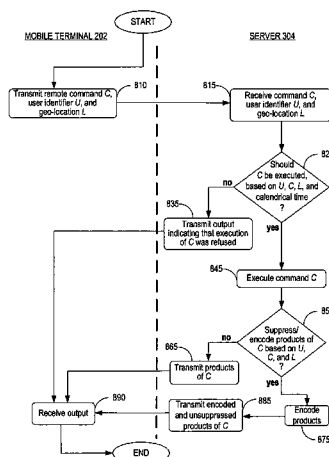 START
MOBILE TERMINAL 202
SERVER 304
810
Transmit remote command C,
user identifier U, and
geo-location L
815
Receive command C,
user identifier U, and
geo-location L
Should
C be executed,
based on U, C, L, and
calendrical time
?
no
yes
835
Transmit output
indicating that execution
of C was refused
845
Execute command C
Suppress/
encode products of
C based on U,
C, and L
?
no
yes
865
Transmit products
of C
Encode
products
875
885
Transmit encoded
and unsuppressed
products of C
890
Receive output
END